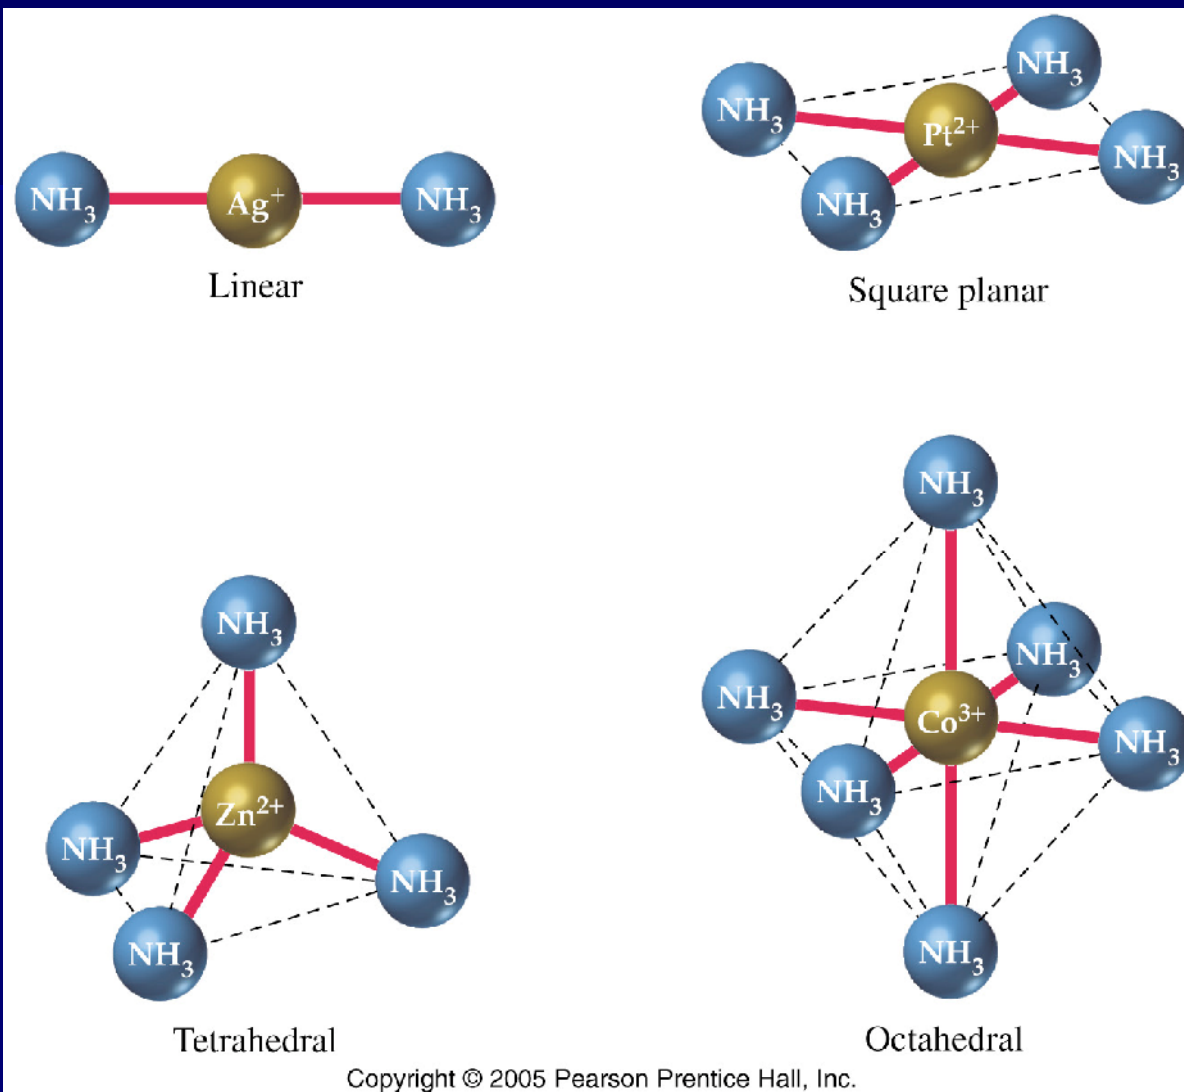 NH₃ Ag⁺ NH₃
Linear
NH₃
NH₃
Pt²⁺
NH₃
NH₃
Square planar
NH₃
Zn²⁺
NH₃
NH₃
NH₃
Tetrahedral
NH₃
NH₃
NH₃
Co³⁺
NH₃
NH₃
NH₃
Octahedral
Copyright © 2005 Pearson Prentice Hall, Inc.